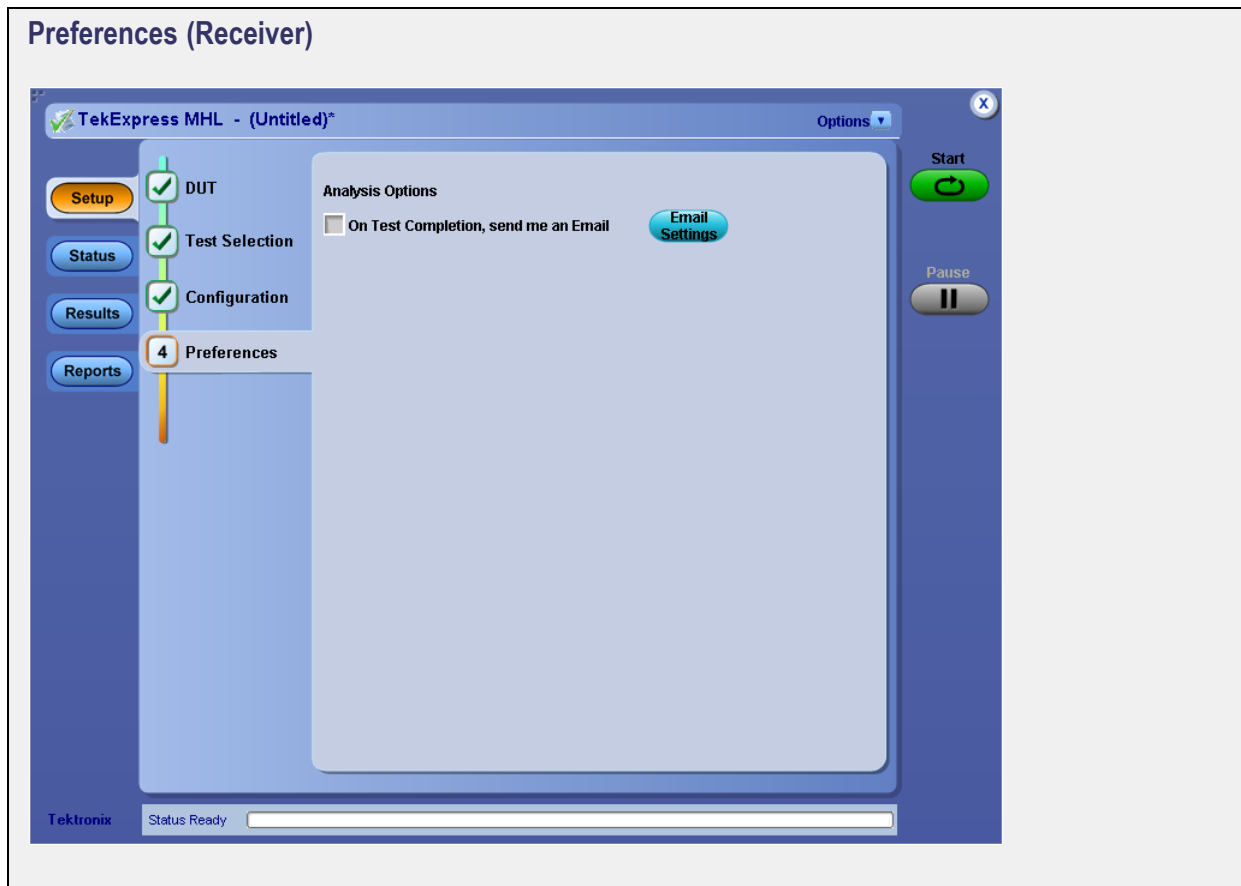 Preferences (Receiver)
TekExpress MHL - (Untitled)*
Options
X
Setup
Status
Results
Reports
DUT
Test Selection
Configuration
4 Preferences
Analysis Options
On Test Completion, send me an Email
Email
Settings
Start
Pause
Tektronix
Status Ready